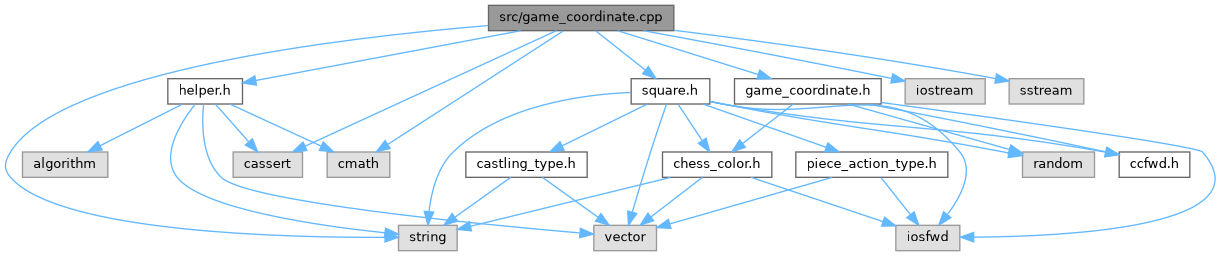 src/game_coordinate.cpp
helper.h
square.h
game_coordinate.h
iostream
sstream
algorithm
cassert
cmath
castling_type.h
chess_color.h
piece_action_type.h
random
ccfwd.h
string
vector
iosfwd